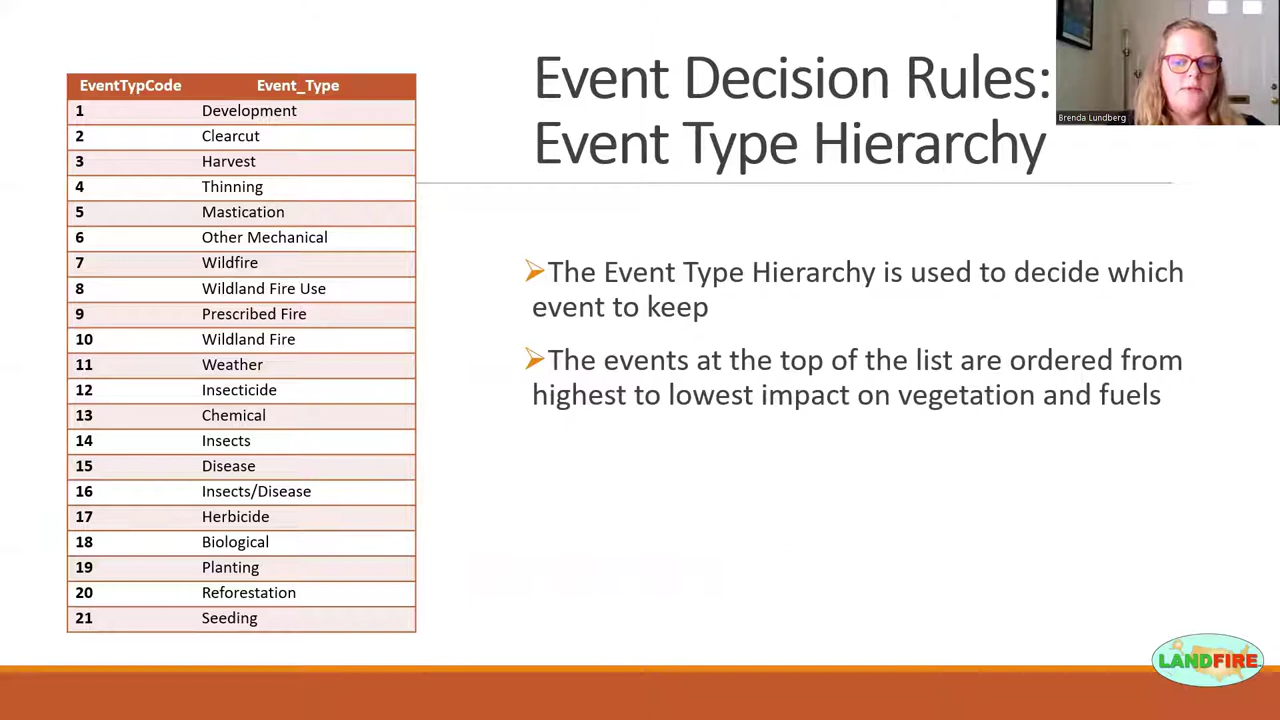 Event Decision Rules:
Event Type Hierarchy
Brenda Lundberg
EventTypCode Event_Type
1 Development
2 Clearcut
3 Harvest
4 Thinning
5 Mastication
6 Other Mechanical
7 Wildfire
8 Wildland Fire Use
9 Prescribed Fire
10 Wildland Fire
11 Weather
12 Insecticide
13 Chemical
14 Insects
15 Disease
16 Insects/Disease
17 Herbicide
18 Biological
19 Planting
20 Reforestation
21 Seeding
The Event Type Hierarchy is used to decide which
event to keep
The events at the top of the list are ordered from
highest to lowest impact on vegetation and fuels
LANDFIRE